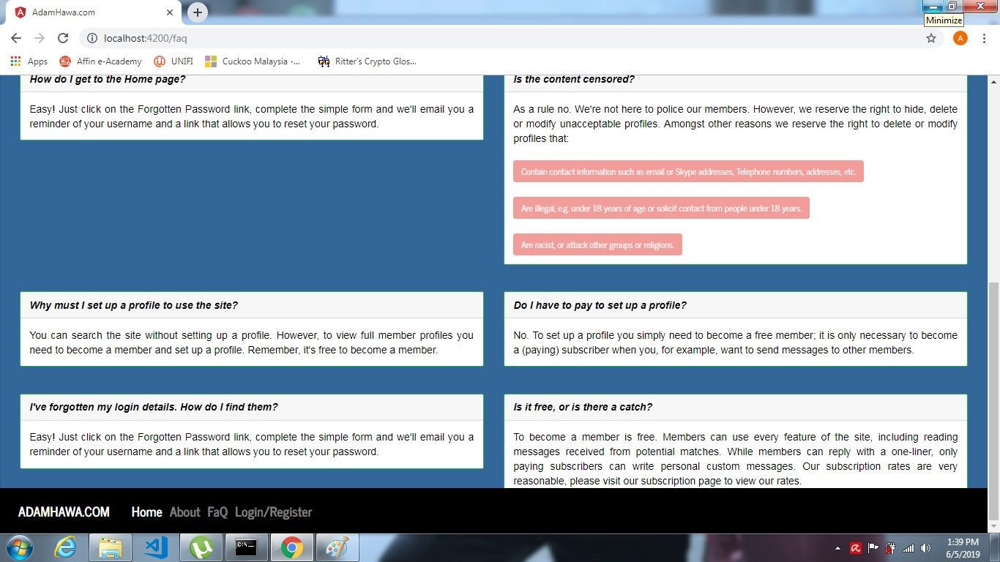 AdamHawa.com
Minimize
localhost:4200/faq
A
Apps
Affin e-Academy
UNIFI
Cuckoo Malaysia -...
Ritter's Crypto Glos...
How do I get to the Home page?
Easy! Just click on the Forgotten Password link, complete the simple form and we'll email you a
reminder of your username and a link that allows you to reset your password.
Is the content censored?
As a rule no. We're not here to police our members. However, we reserve the right to hide, delete
or modify unacceptable profiles. Amongst other reasons we reserve the right to delete or modify
profiles that:
Contain contact information such as email or Skype addresses, Telephone numbers, addresses, etc.
Are illegal, e.g. under 18 years of age or solicit contact from people under 18 years.
Are racist, or attack other groups or religions.
Why must I set up a profile to use the site?
You can search the site without setting up a profile. However, to view full member profiles you
need to become a member and set up a profile. Remember, it's free to become a member.
Do I have to pay to set up a profile?
No. To set up a profile you simply need to become a free member; it is only necessary to become
a (paying) subscriber when you, for example, want to send messages to other members.
I've forgotten my login details. How do I find them?
Easy! Just click on the Forgotten Password link, complete the simple form and we'll email you a
reminder of your username and a link that allows you to reset your password.
Is it free, or is there a catch?
To become a member is free. Members can use every feature of the site, including reading
messages received from potential matches. While members can reply with a one-liner, only
paying subscribers can write personal custom messages. Our subscription rates are very
reasonable, please visit our subscription page to view our rates.
ADAMHAWA.COM Home About FaQ Login/Register
C:\
1:39 PM
6/5/2019